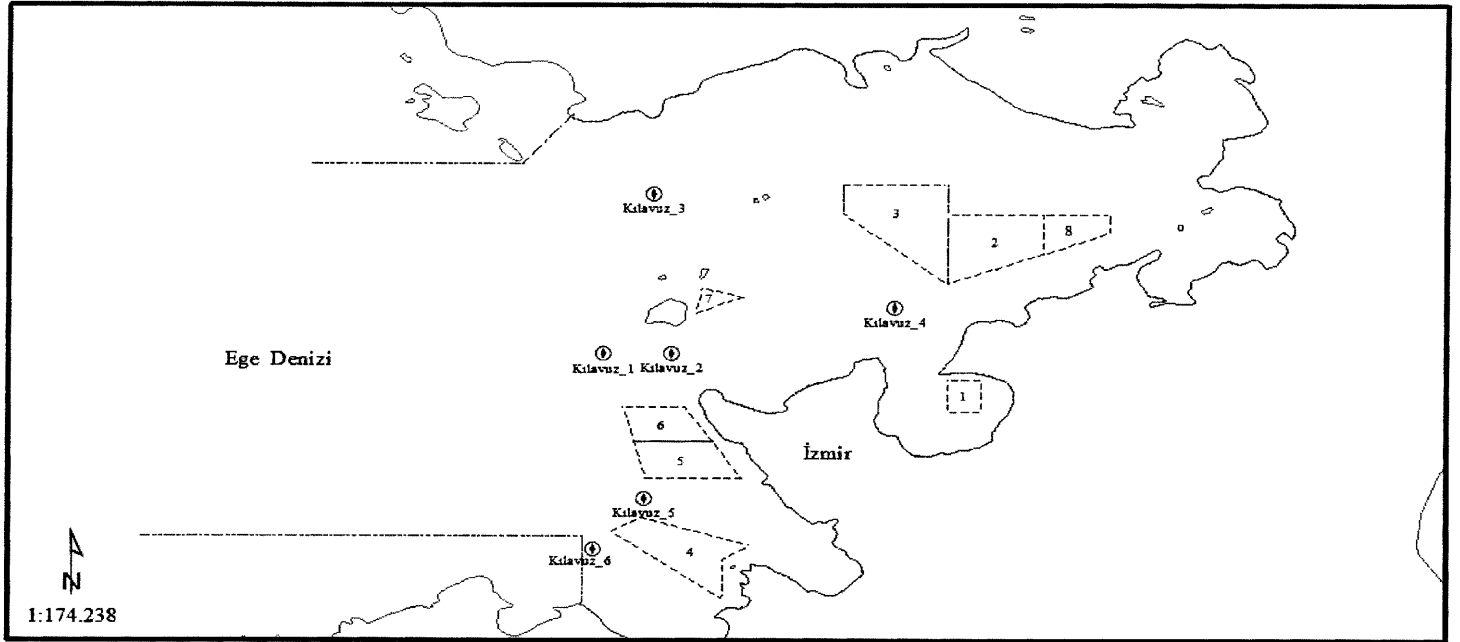 Kılavuz_3
3
2
8
7
Kılavuz_4
Ege Denizi
Kılavuz_1
Kılavuz_2
1
6
İzmir
5
Kılavuz_5
4
Kılavuz_6
N
1:174.238